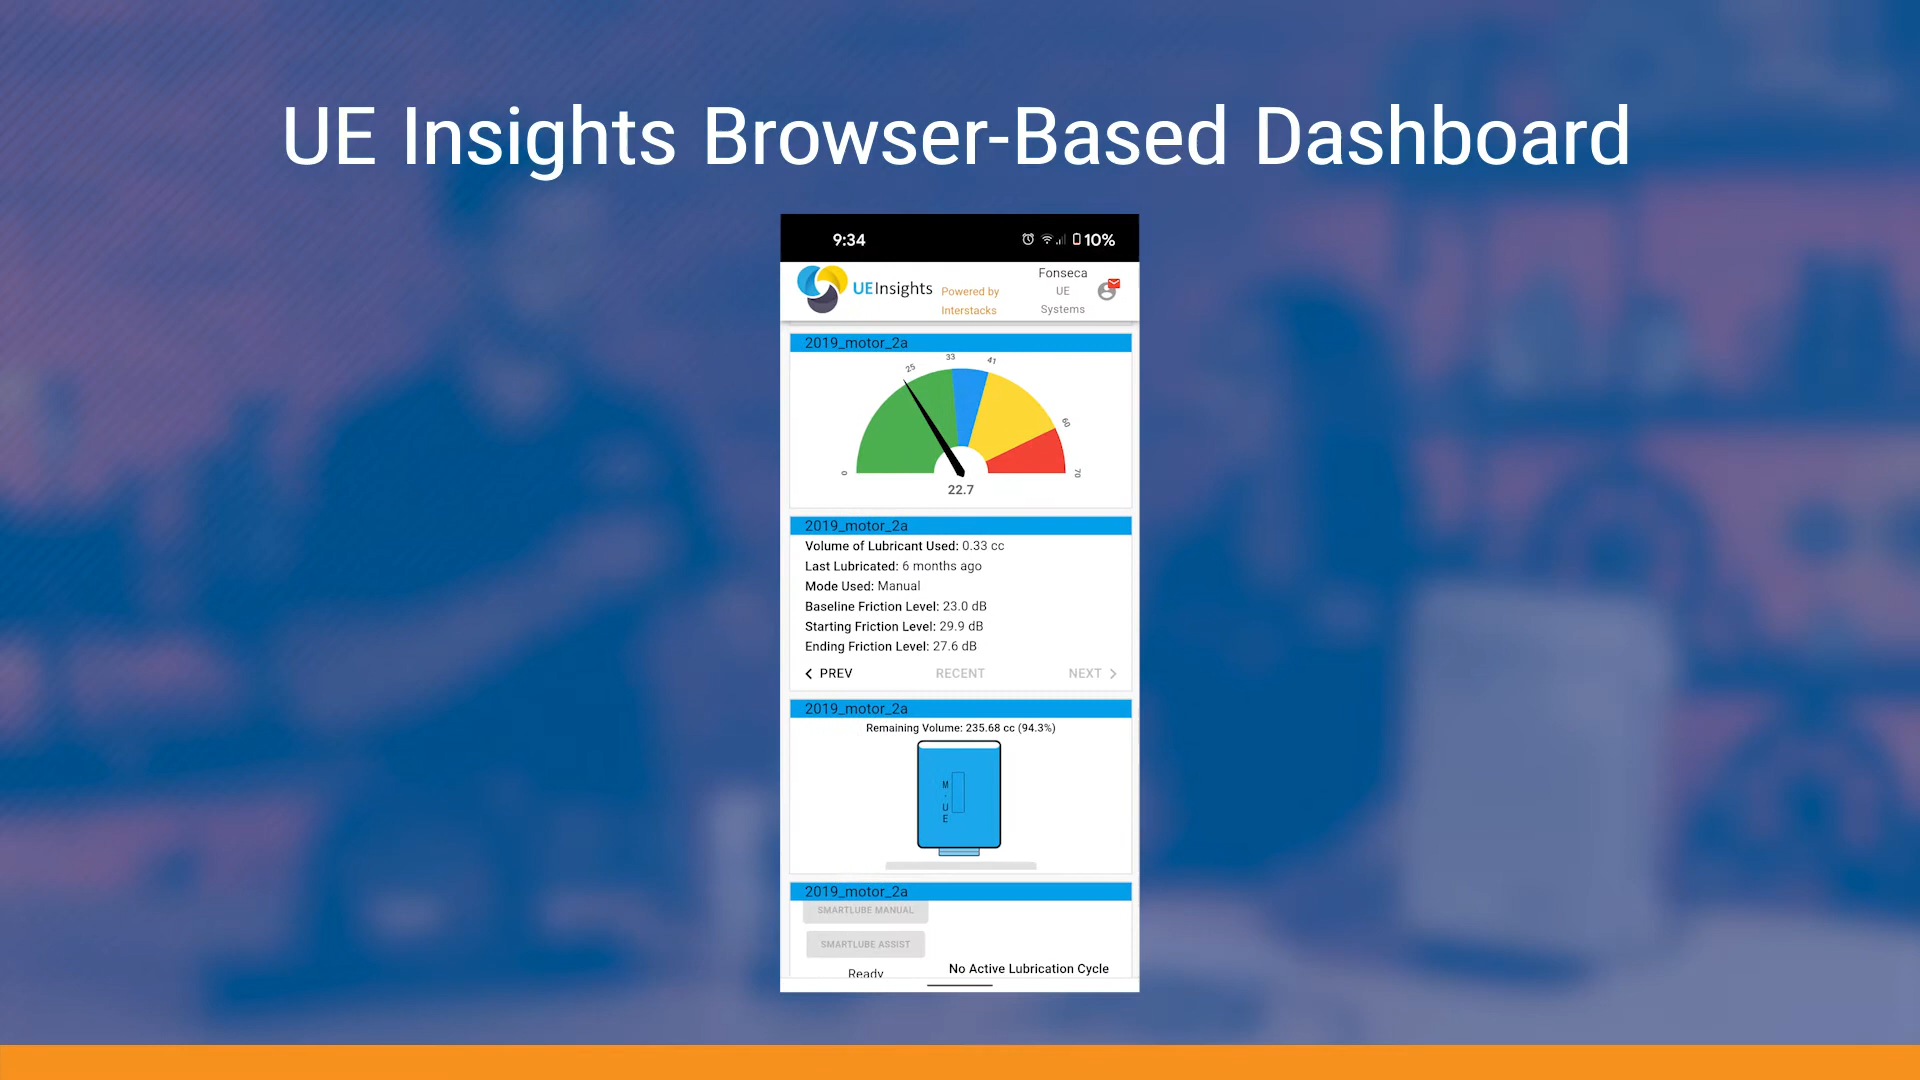 UE Insights Browser-Based Dashboard
9:34
10%
UE Insights
Powered by
Interstacks
Fonseca
UE
Systems
2019_motor_2a
0
25
33
41
60
70
22.7
2019_motor_2a
Volume of Lubricant Used: 0.33 cc
Last Lubricated: 6 months ago
Mode Used: Manual
Baseline Friction Level: 23.0 dB
Starting Friction Level: 29.9 dB
Ending Friction Level: 27.6 dB
PREV
RECENT
NEXT
2019_motor_2a
Remaining Volume: 235.68 cc (94.3%)
M
.
U
E
2019_motor_2a
SMARTLUBE MANUAL
SMARTLUBE ASSIST
Ready
No Active Lubrication Cycle